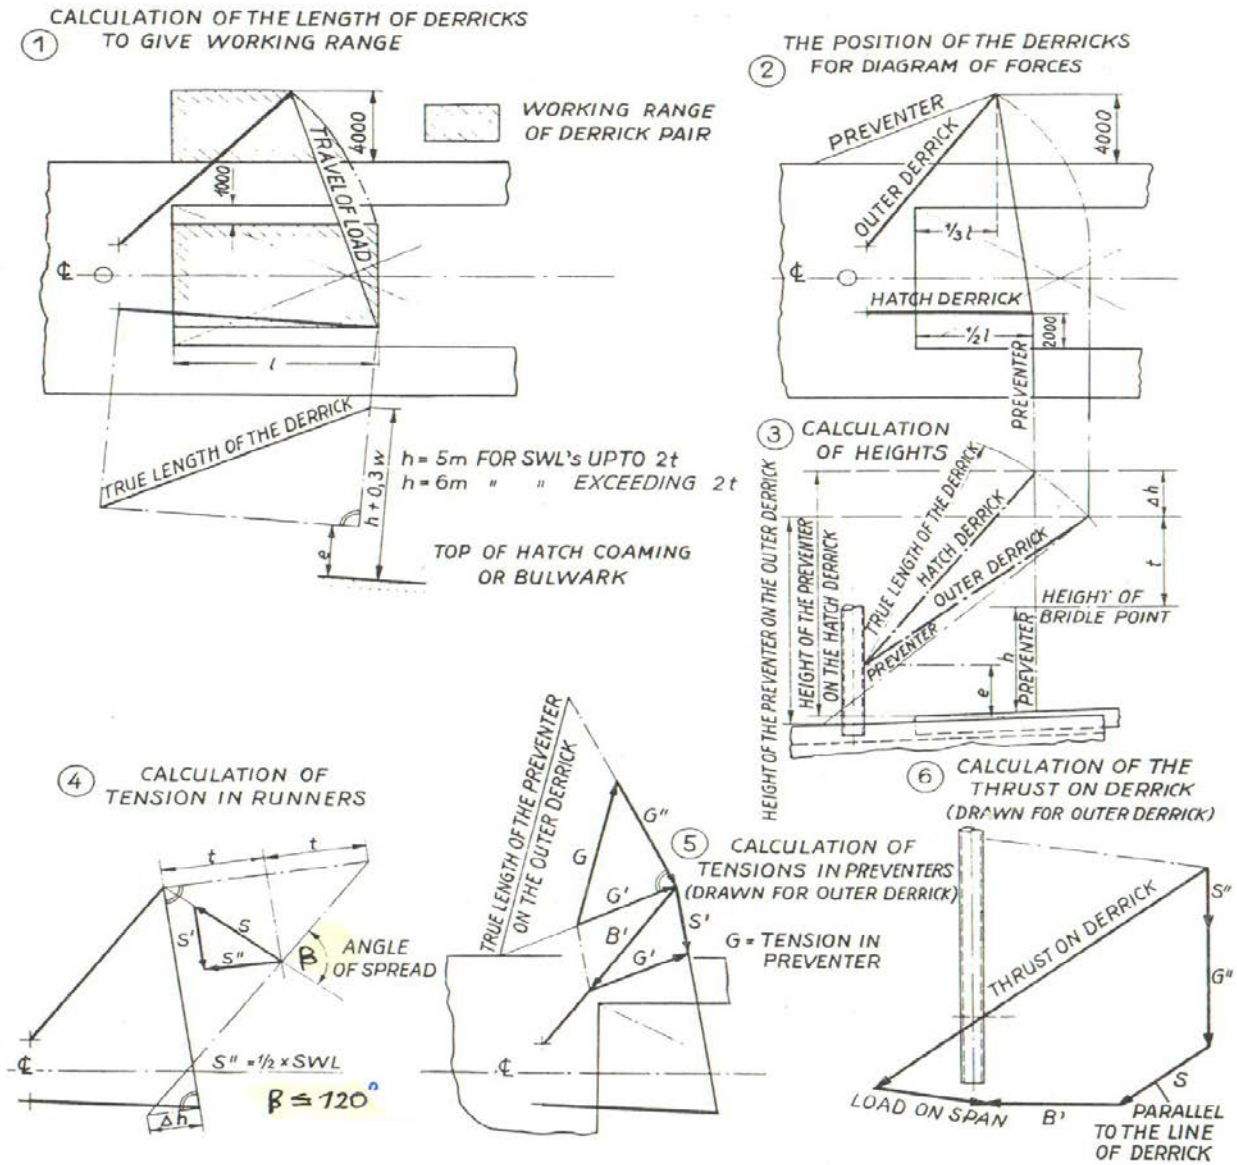 CALCULATION OF THE LENGTH OF DERRICKS
TO GIVE WORKING RANGE
1
WORKING RANGE
OF DERRICK PAIR
4000
1000
TRAVEL OF LOAD
℄
l
TRUE LENGTH OF THE DERRICK
h + 0,3 w
e
h = 5m FOR SWL's UPTO 2t
h = 6m " " EXCEEDING 2t
TOP OF HATCH COAMING
OR BULWARK
THE POSITION OF THE DERRICKS
FOR DIAGRAM OF FORCES
2
PREVENTER
OUTER DERRICK
4000
1/3 l
℄
HATCH DERRICK
1/2 l
2000
PREVENTER
3
CALCULATION
OF HEIGHTS
HEIGHT OF THE PREVENTER ON THE OUTER DERRICK
HEIGHT OF THE PREVENTER
ON THE HATCH DERRICK
TRUE LENGTH OF THE DERRICK
HATCH DERRICK
OUTER DERRICK
PREVENTER
Δh
t
HEIGHT OF
BRIDLE POINT
h
PREVENTER
e
4
CALCULATION OF
TENSION IN RUNNERS
t
t
S'
S
S"
β
ANGLE
OF SPREAD
℄
S" = 1/2 × SWL
β ≤ 120°
Δh
5
CALCULATION OF
TENSIONS IN PREVENTERS
(DRAWN FOR OUTER DERRICK)
TRUE LENGTH OF THE PREVENTER
ON THE OUTER DERRICK
G"
G
G'
B'
S'
G'
G = TENSION IN
PREVENTER
℄
6
CALCULATION OF THE
THRUST ON DERRICK
(DRAWN FOR OUTER DERRICK)
THRUST ON DERRICK
S"
G"
S
LOAD ON SPAN
B'
PARALLEL
TO THE LINE
OF DERRICK